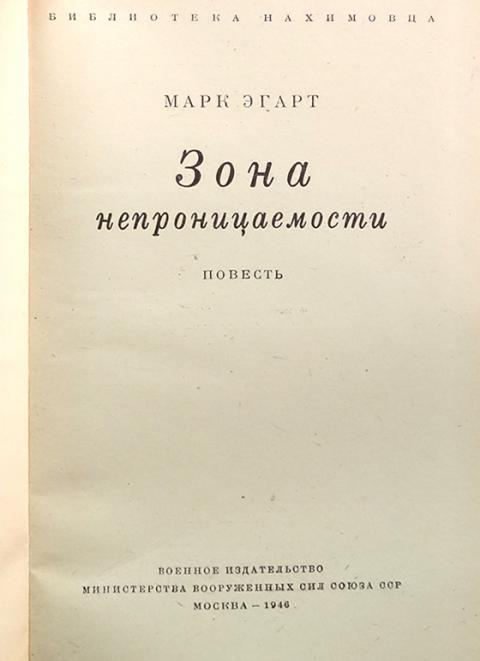 БИБЛИОТЕКА НАХИМОВЦА
МАРК ЭГАРТ
Зона
непроницаемости
ПОВЕСТЬ
ВОЕННОЕ ИЗДАТЕЛЬСТВО
МИНИСТЕРСТВА ВООРУЖЕННЫХ СИЛ СОЮЗА ССР
МОСКВА — 1946